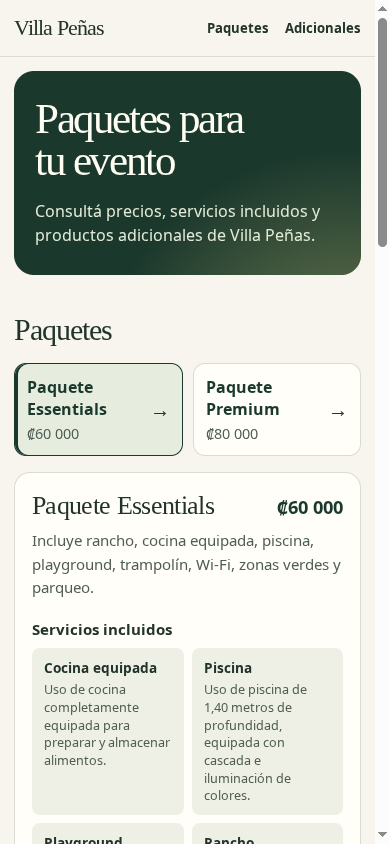 Villa Peñas
Paquetes Adicionales
Paquetes para
tu evento
Consultá precios, servicios incluidos y
productos adicionales de Villa Peñas.
Paquetes
Paquete
Essentials
→
₡60 000
Paquete
Premium
→
₡80 000
Paquete Essentials
₡60 000
Incluye rancho, cocina equipada, piscina,
playground, trampolín, Wi-Fi, zonas verdes y
parqueo.
Servicios incluidos
Cocina equipada
Uso de cocina
completamente
equipada para
preparar y almacenar
alimentos.
Piscina
Uso de piscina de
1,40 metros de
profundidad,
equipada con
cascada e
iluminación de
colores.
Playground
Rancho